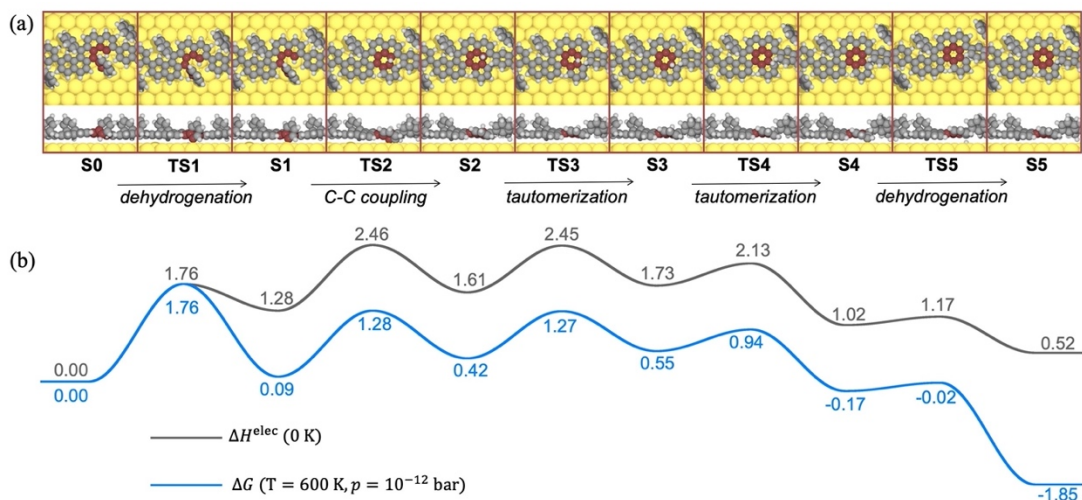 (a)
S0 TS1 S1 TS2 S2 TS3 S3 TS4 S4 TS5 S5
dehydrogenation C-C coupling tautomerization tautomerization dehydrogenation
(b)
2.46 2.45
2.13
1.76 1.61 1.73
1.76 1.28 1.02 1.17
1.28 1.27 0.94 0.52
0.00 0.42 0.55
0.00 0.09 -0.17 -0.02
ΔH^elec (0 K)
ΔG (T = 600 K, p = 10⁻¹² bar)
-1.85